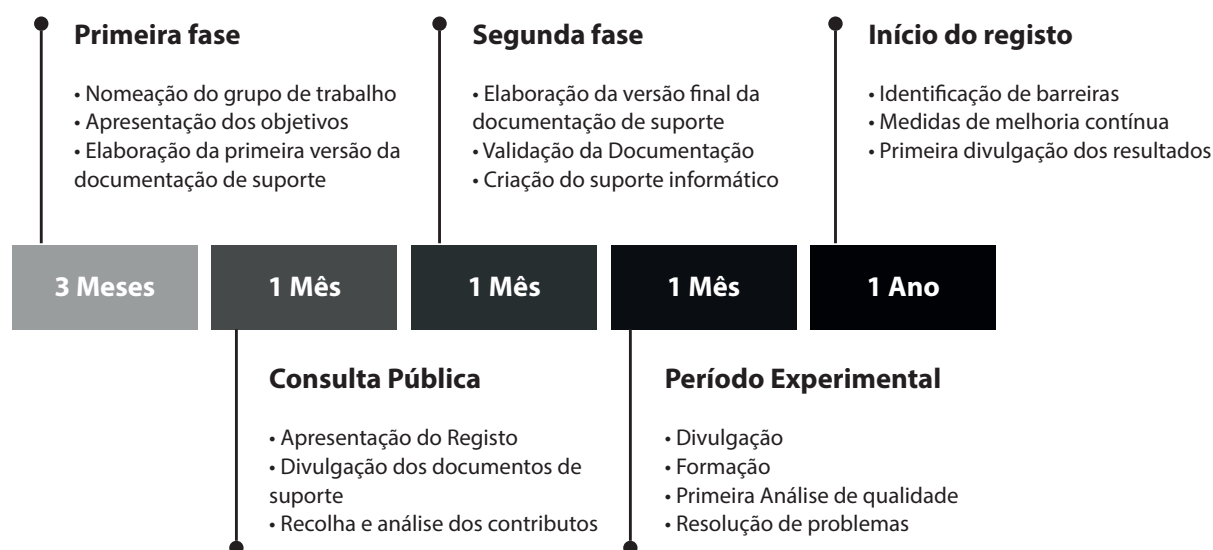 Primeira fase
• Nomeação do grupo de trabalho
• Apresentação dos objetivos
• Elaboração da primeira versão da
documentação de suporte
Segunda fase
• Elaboração da versão final da
documentação de suporte
• Validação da Documentação
• Criação do suporte informático
Início do registo
• Identificação de barreiras
• Medidas de melhoria contínua
• Primeira divulgação dos resultados
3 Meses
1 Mês
1 Mês
1 Mês
1 Ano
Consulta Pública
• Apresentação do Registo
• Divulgação dos documentos de
suporte
• Recolha e análise dos contributos
Período Experimental
• Divulgação
• Formação
• Primeira Análise de qualidade
• Resolução de problemas